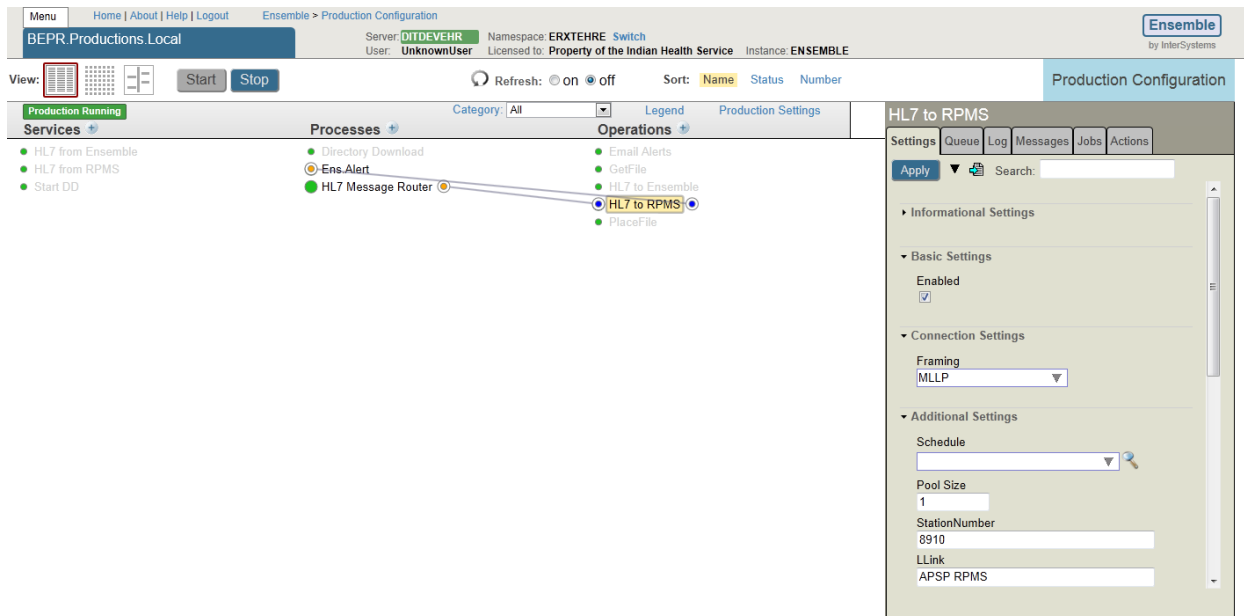 Menu Home | About | Help | Logout Ensemble > Production Configuration
BEPR.Productions.Local
Server: DITDEVEHR Namespace: ERXTEHRE Switch
User: UnknownUser Licensed to: Property of the Indian Health Service Instance: ENSEMBLE
Ensemble
by InterSystems
View: Start Stop Refresh: on off Sort: Name Status Number Production Configuration
Production Running Category: All Legend Production Settings
Services Processes Operations
HL7 from Ensemble Directory Download Email Alerts
HL7 from RPMS Ens.Alert GetFile
Start DD HL7 Message Router HL7 to Ensemble
HL7 to RPMS
PlaceFile
HL7 to RPMS
Settings Queue Log Messages Jobs Actions
Apply Search:
Informational Settings
Basic Settings
Enabled
Connection Settings
Framing
MLLP
Additional Settings
Schedule
Pool Size
1
StationNumber
8910
LLink
APSP RPMS